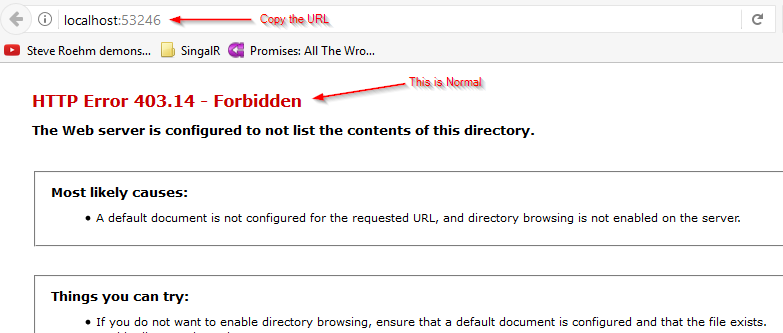 localhost:53246
Copy the URL
Steve Roehm demons... SingalR Promises: All The Wro...
This is Normal
HTTP Error 403.14 - Forbidden
The Web server is configured to not list the contents of this directory.
Most likely causes:
• A default document is not configured for the requested URL, and directory browsing is not enabled on the server.
Things you can try:
• If you do not want to enable directory browsing, ensure that a default document is configured and that the file exists.